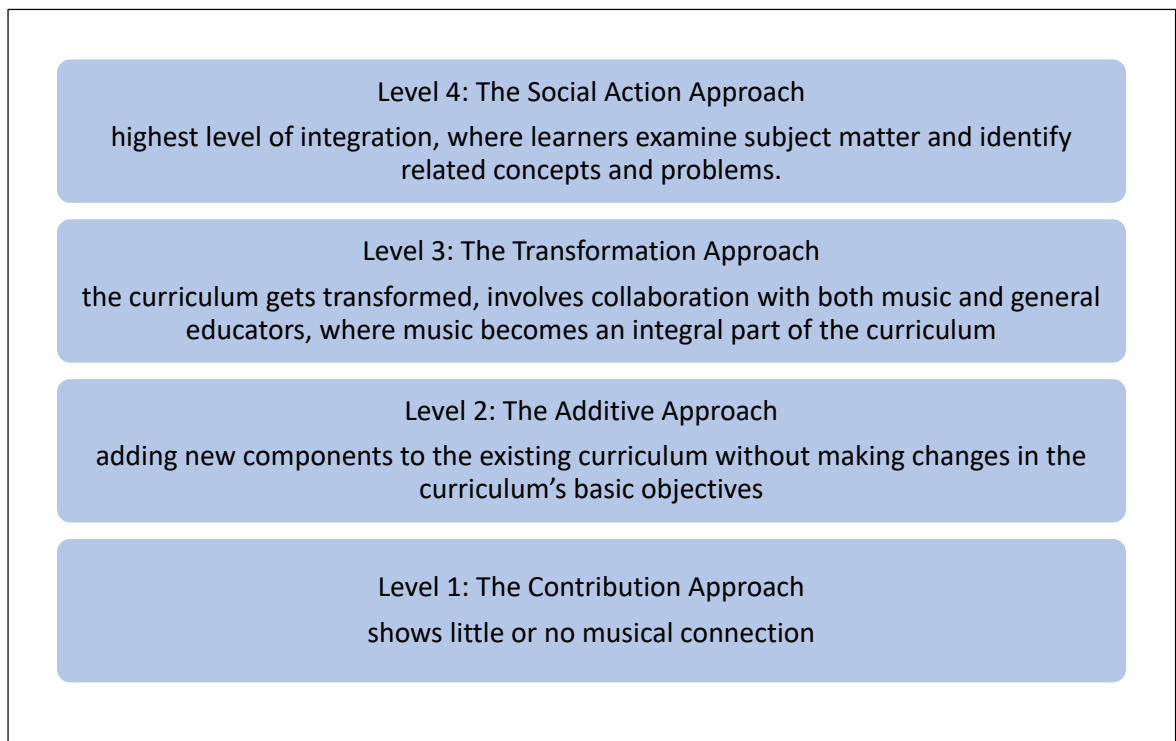 Level 4: The Social Action Approach
highest level of integration, where learners examine subject matter and identify
related concepts and problems.
Level 3: The Transformation Approach
the curriculum gets transformed, involves collaboration with both music and general
educators, where music becomes an integral part of the curriculum
Level 2: The Additive Approach
adding new components to the existing curriculum without making changes in the
curriculum’s basic objectives
Level 1: The Contribution Approach
shows little or no musical connection